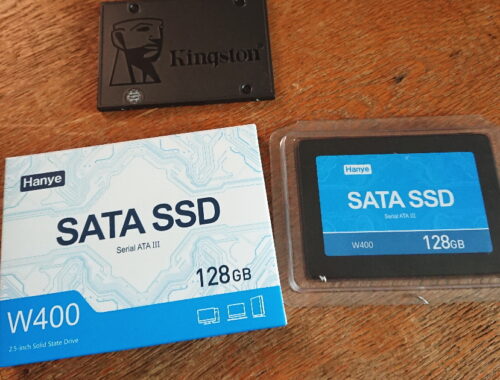 Kingston
Hanye
SATA SSD
Serial ATA III
128GB
W400
2.5-inch Solid State Drive
Hanye
SATA SSD
Serial ATA III
W400 128GB